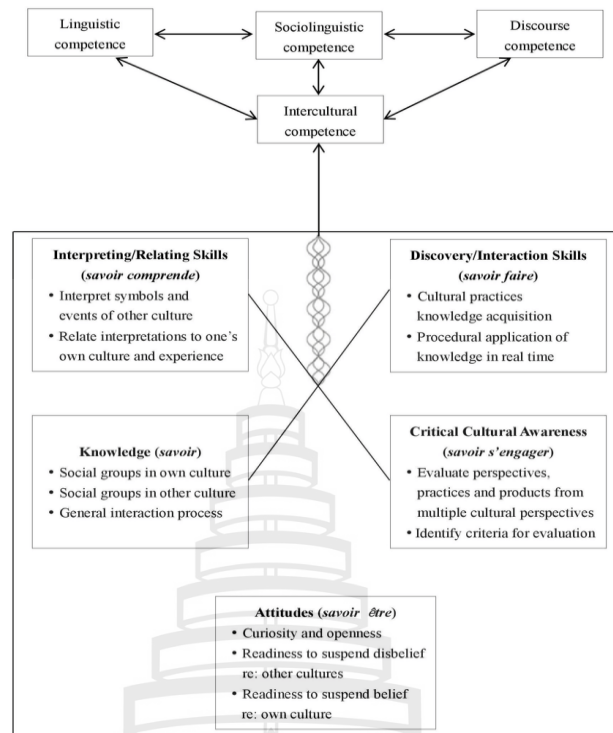 Linguistic
competence
Sociolinguistic
competence
Discourse
competence
Intercultural
competence
Interpreting/Relating Skills
(savoir comprende)
• Interpret symbols and
events of other culture
• Relate interpretations to one's
own culture and experience
Discovery/Interaction Skills
(savoir faire)
• Cultural practices
knowledge acquisition
• Procedural application of
knowledge in real time
Knowledge (savoir)
• Social groups in own culture
• Social groups in other culture
• General interaction process
Critical Cultural Awareness
(savoir s'engager)
• Evaluate perspectives,
practices and products from
multiple cultural perspectives
• Identify criteria for evaluation
Attitudes (savoir être)
• Curiosity and openness
• Readiness to suspend disbelief
re: other cultures
• Readiness to suspend belief
re: own culture